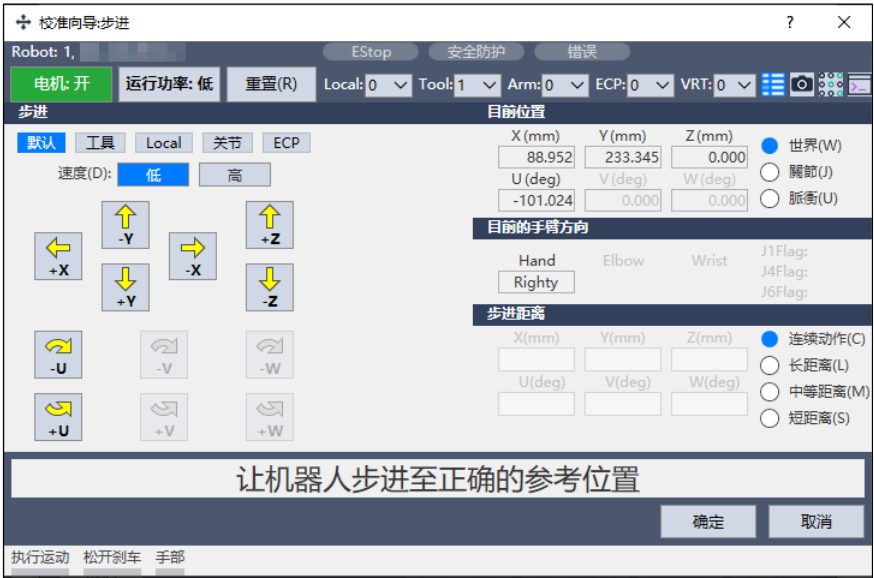 校准向导:步进 ?
Robot: 1,
EStop 安全防护 错误
电机: 开 运行功率: 低 重置(R) Local: 0 Tool: 1 Arm: 0 ECP: 0 VRT: 0
步进
默认 工具 Local 关节 ECP
速度(D): 低 高
-Y
+Z
+X
-X
+Y
-Z
-U -V -W
+U +V +W
目前位置
X (mm) Y (mm) Z (mm)
88.952 233.345 0.000
U (deg) V (deg) W (deg)
-101.024 0.000 0.000
世界(W)
關節(J)
脈衝(U)
目前的手臂方向
Hand Elbow Wrist
Righty
J1Flag:
J4Flag:
J6Flag:
步进距离
X(mm) Y(mm) Z(mm)
U(deg) V(deg) W(deg)
连续动作(C)
长距离(L)
中等距离(M)
短距离(S)
让机器人步进至正确的参考位置
确定 取消
执行运动 松开刹车 手部